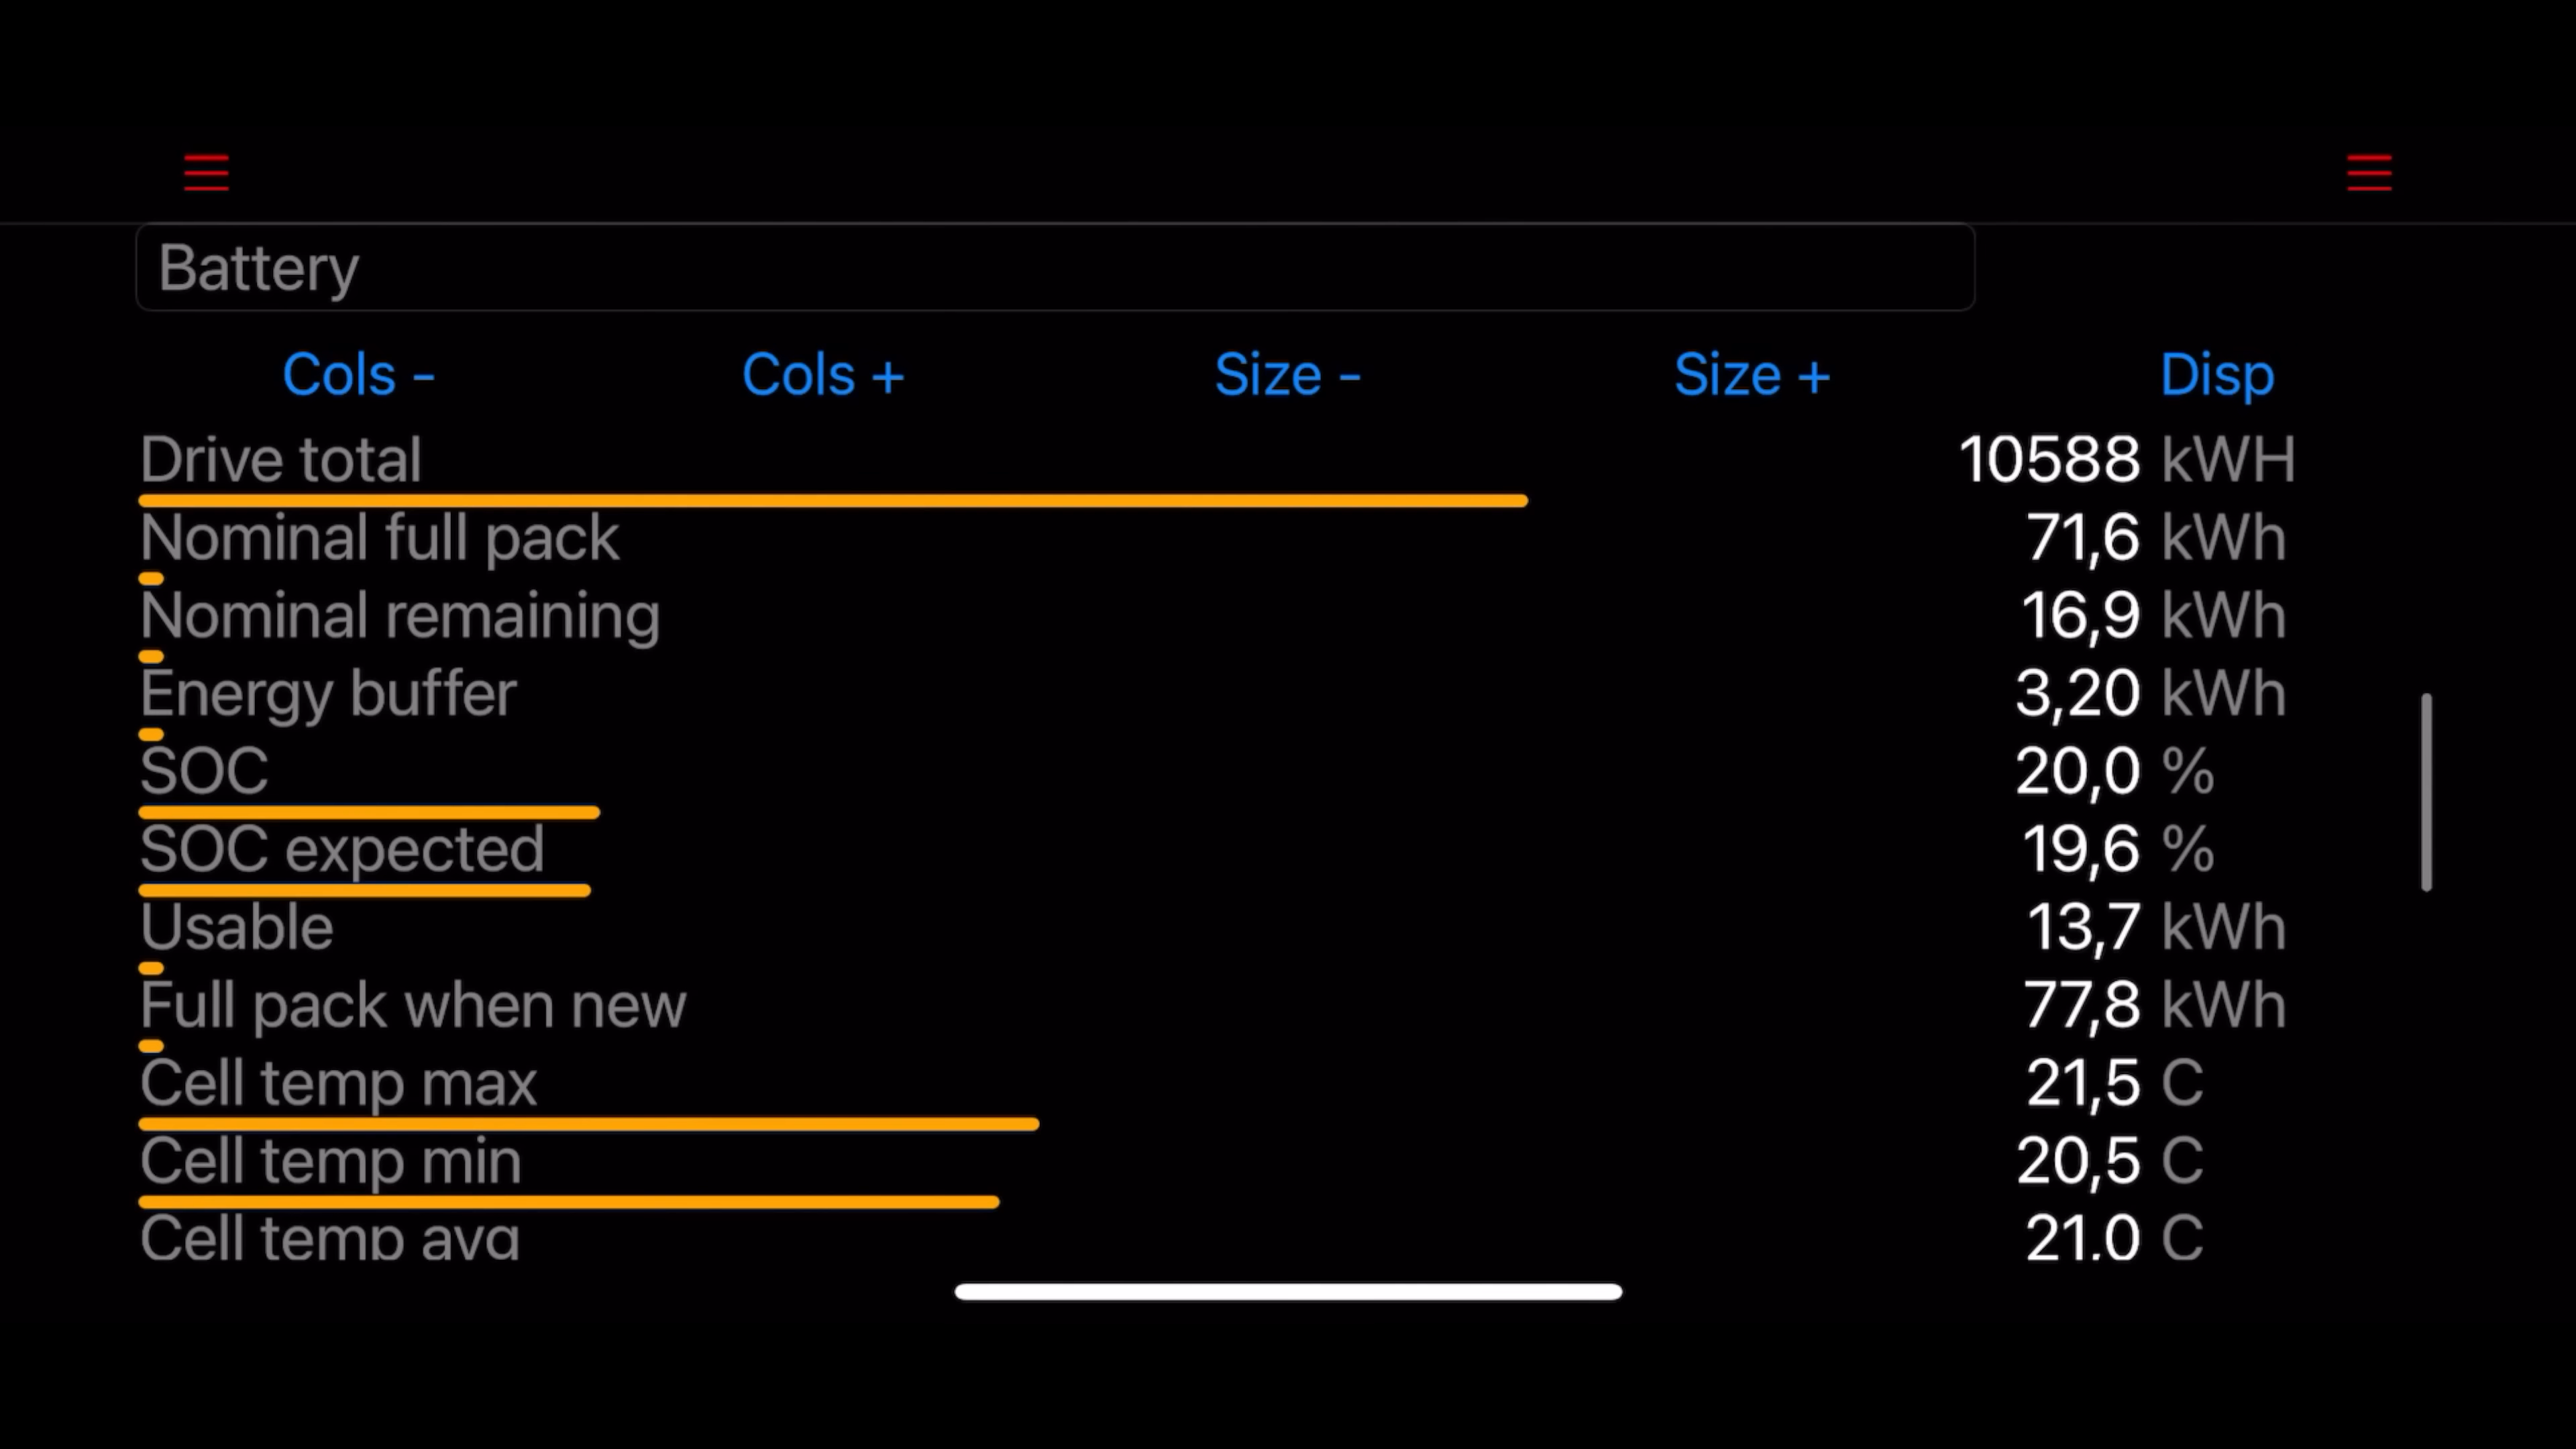 Battery
Cols - Cols + Size - Size + Disp
Drive total 10588 kWH
Nominal full pack 71,6 kWh
Nominal remaining 16,9 kWh
Energy buffer 3,20 kWh
SOC 20,0 %
SOC expected 19,6 %
Usable 13,7 kWh
Full pack when new 77,8 kWh
Cell temp max 21,5 C
Cell temp min 20,5 C
Cell temp avg 21,0 C